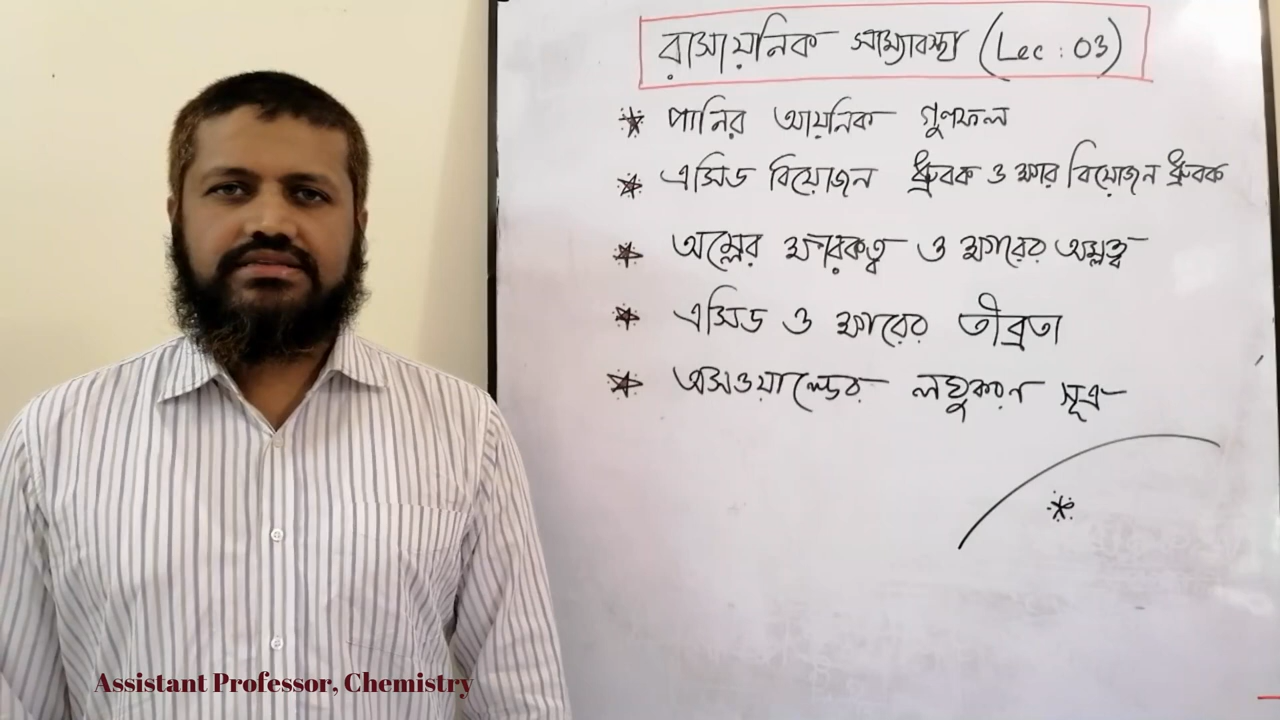 রাসায়নিক সাম্যাবস্থা (Lec : 03)
* পানির আয়নিক গুণফল
* এসিড বিয়োজন ধ্রুবক ও ক্ষার বিয়োজন ধ্রুবক
* অম্লের ক্ষারকত্ব ও ক্ষারের অম্লত্ব
* এসিড ও ক্ষারের তীব্রতা
* অসওয়াল্ডের লঘুকরণ সূত্র
*
Assistant Professor, Chemistry